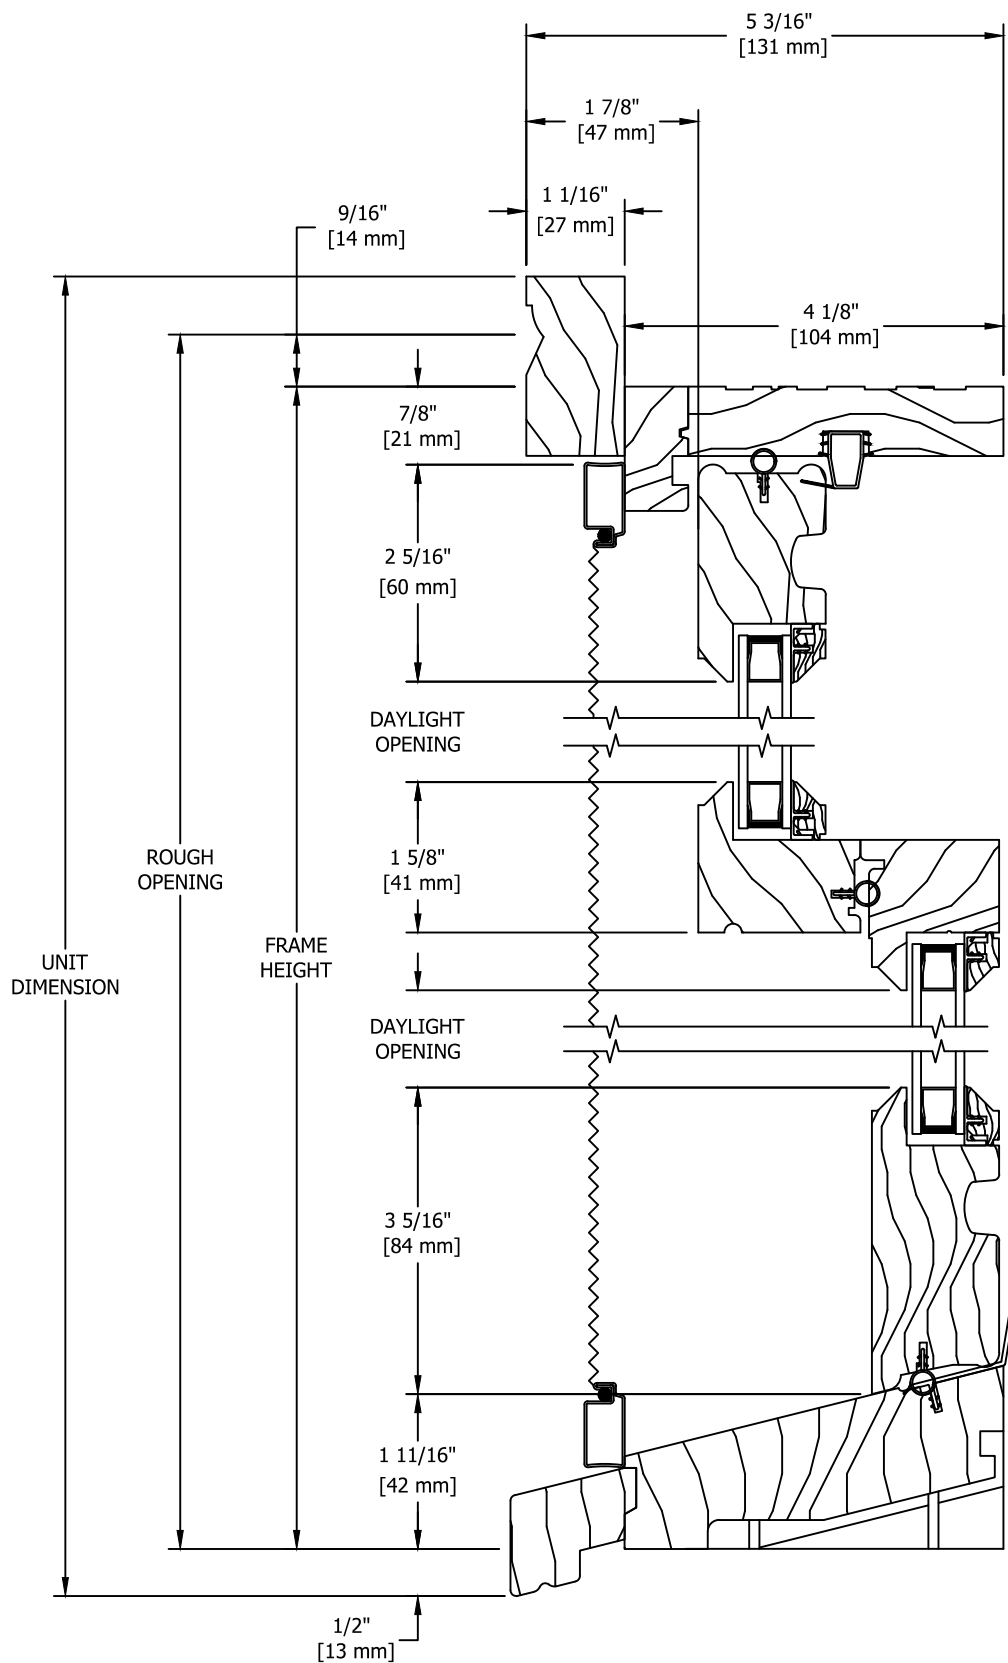 5 3/16"
[131 mm]
1 7/8"
[47 mm]
1 1/16"
[27 mm]
9/16"
[14 mm]
4 1/8"
[104 mm]
7/8"
[21 mm]
2 5/16"
[60 mm]
DAYLIGHT
OPENING
1 5/8"
[41 mm]
ROUGH
OPENING
FRAME
HEIGHT
UNIT
DIMENSION
DAYLIGHT
OPENING
3 5/16"
[84 mm]
1 11/16"
[42 mm]
1/2"
[13 mm]